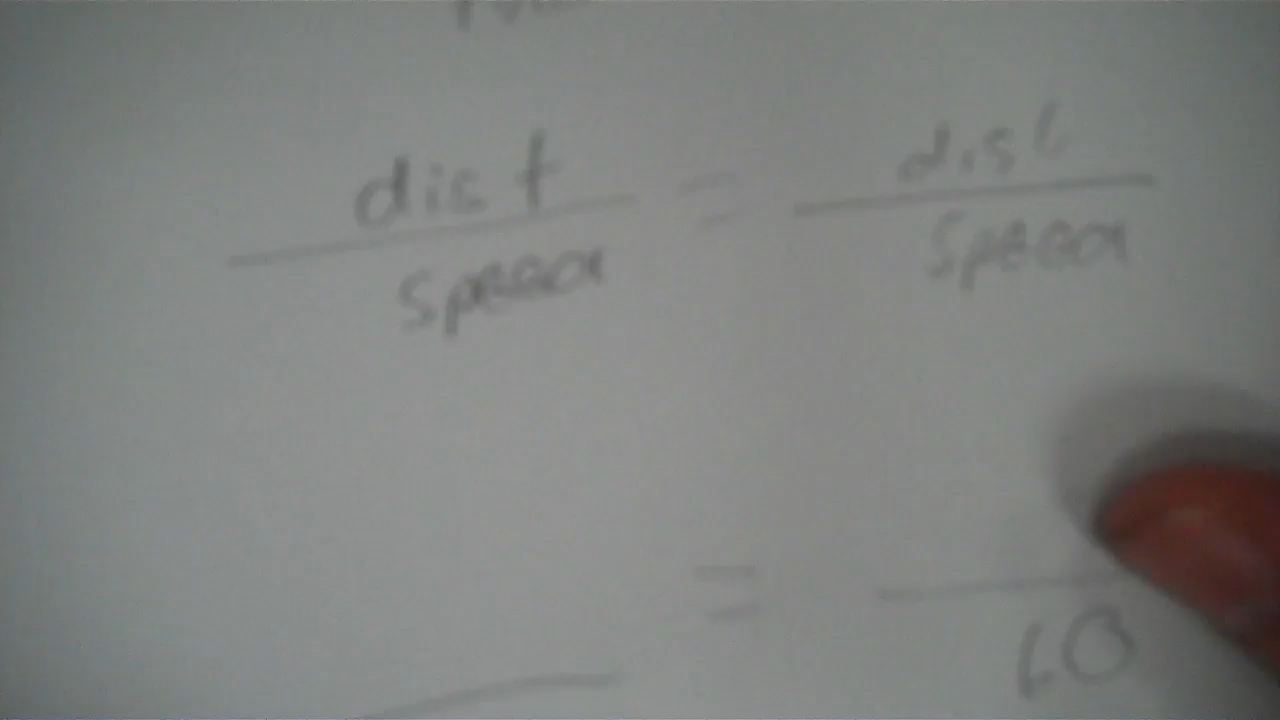 dist = dist
speed speed
=
60